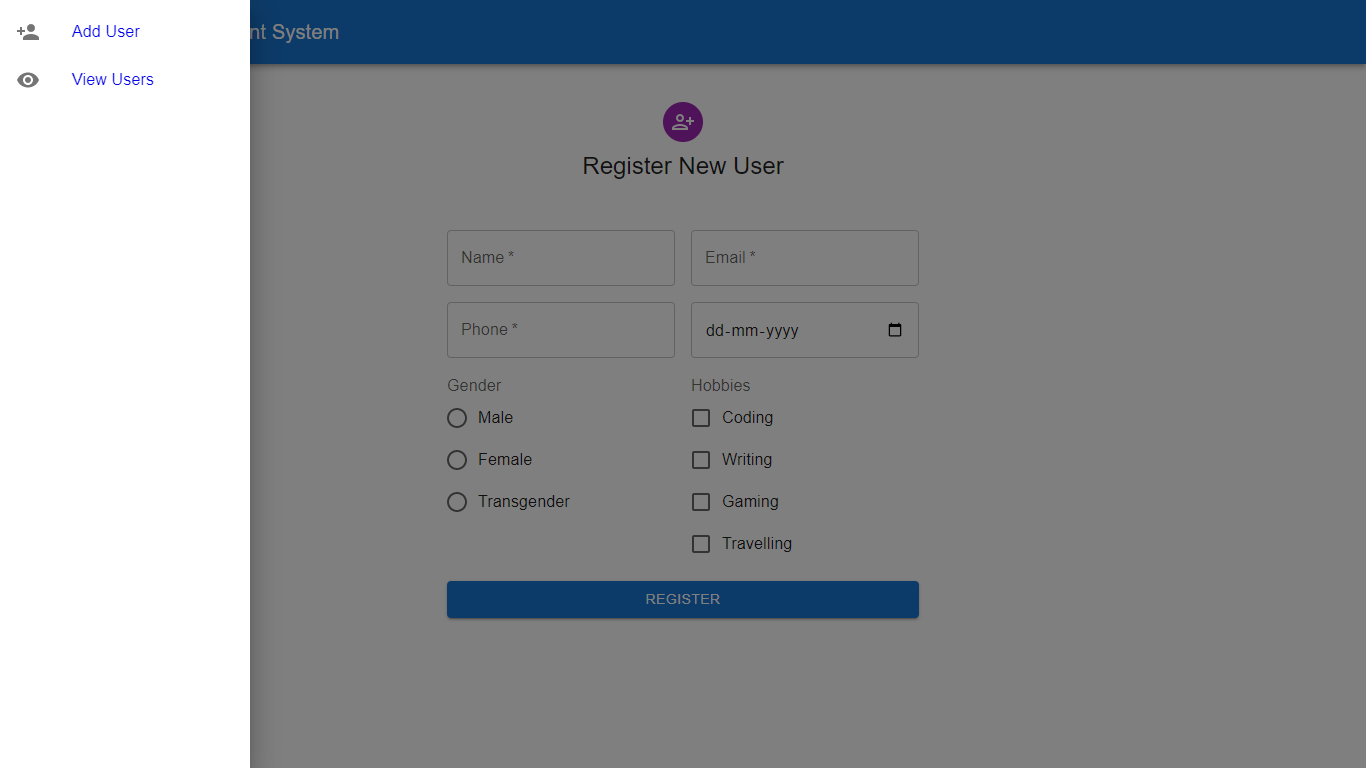 Add User
View Users
nt System
Register New User
Name *
Email *
Phone *
dd-mm-yyyy
Gender
Male
Female
Transgender
Hobbies
Coding
Writing
Gaming
Travelling
REGISTER